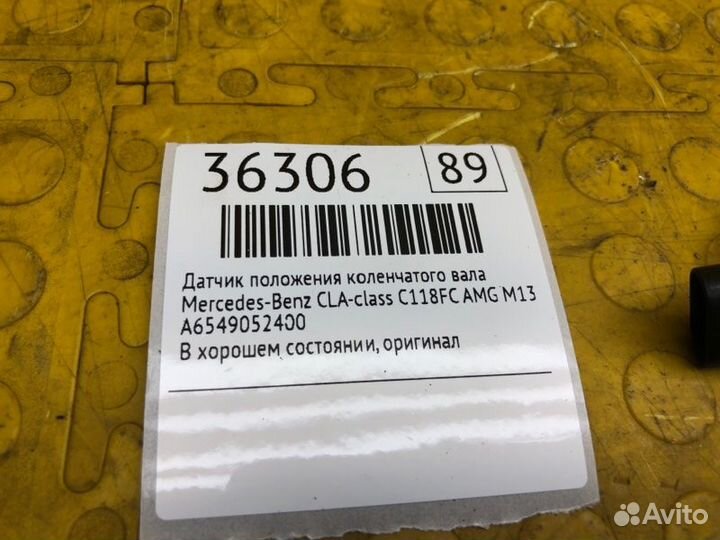 36306 89
Датчик положения коленчатого вала
Mercedes-Benz CLA-class C118FC AMG M13
A6549052400
В хорошем состоянии, оригинал
Avito